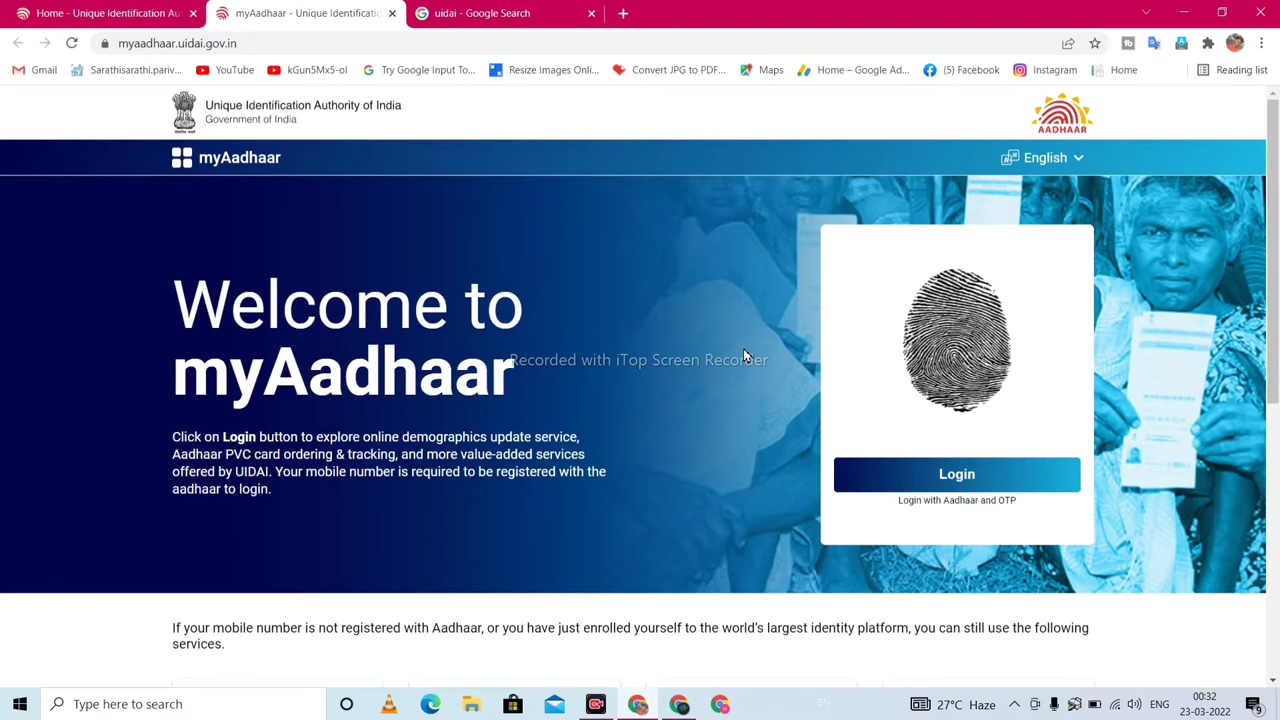 Home - Unique Identification Au
myAadhaar - Unique Identificatio
uidai - Google Search
myaadhaar.uidai.gov.in
Gmail
Sarathisarathi.pariv...
YouTube
kGun5Mx5-oI
Try Google Input To...
Resize Images Onli...
Convert JPG to PDF...
Maps
Home – Google Ad...
(5) Facebook
Instagram
Home
Reading list
Unique Identification Authority of India
Government of India
AADHAAR
myAadhaar
English
Welcome to
myAadhaar
Recorded with iTop Screen Recorder
Click on Login button to explore online demographics update service,
Aadhaar PVC card ordering & tracking, and more value-added services
offered by UIDAI. Your mobile number is required to be registered with the
aadhaar to login.
Login
Login with Aadhaar and OTP
If your mobile number is not registered with Aadhaar, or you have just enrolled yourself to the world's largest identity platform, you can still use the following
services.
Type here to search
EN
27°C Haze
ENG
00:32
23-03-2022
9